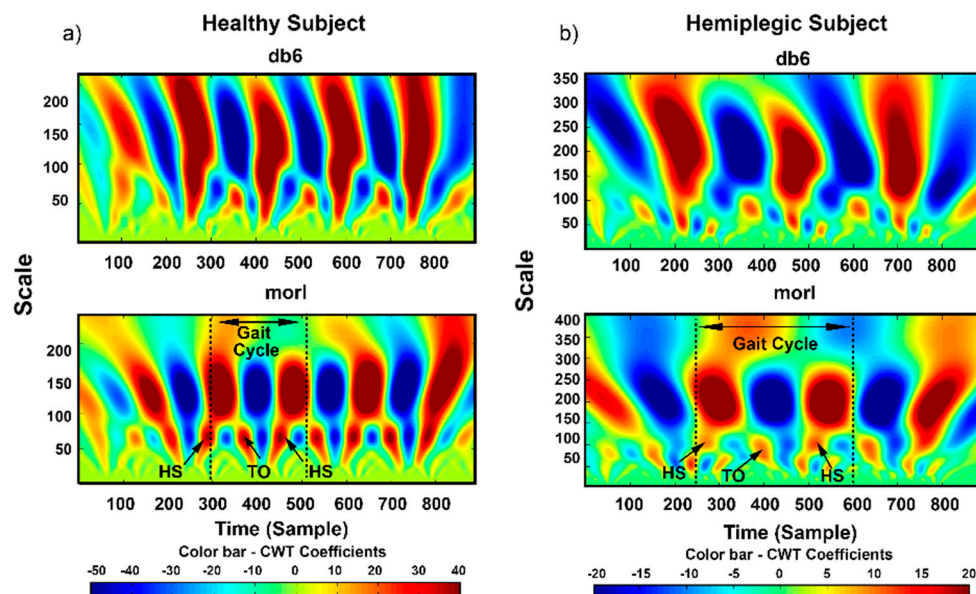 a)
Healthy Subject
db6
200
150
100
50
100 200 300 400 500 600 700 800
morl
Gait
Cycle
200
150
100
50
HS TO HS
100 200 300 400 500 600 700 800
Scale
Time (Sample)
Color bar - CWT Coefficients
-50 -40 -30 -20 -10 0 10 20 30 40
b)
Hemiplegic Subject
db6
350
300
250
200
150
100
50
100 200 300 400 500 600 700 800
morl
Gait Cycle
400
300
250
200
150
100
50
HS TO HS
100 200 300 400 500 600 700 800
Scale
Time (Sample)
Color bar - CWT Coefficients
-20 -15 -10 -5 0 5 10 15 20